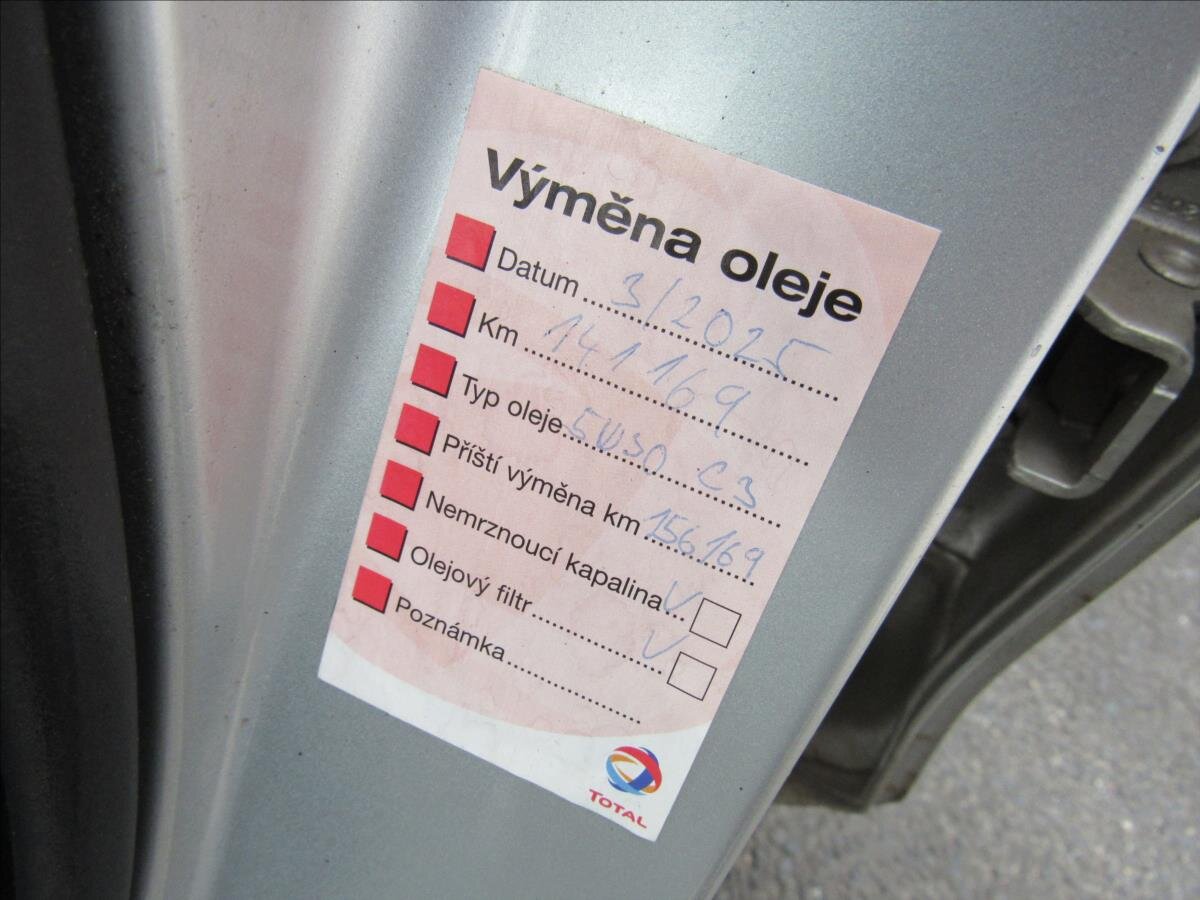 Výměna oleje
Datum 3/2025
Km 141169
Typ oleje 5W30 C3
Příští výměna km 156169
Nemrznoucí kapalina ✓
Olejový filtr ✓
Poznámka
TOTAL